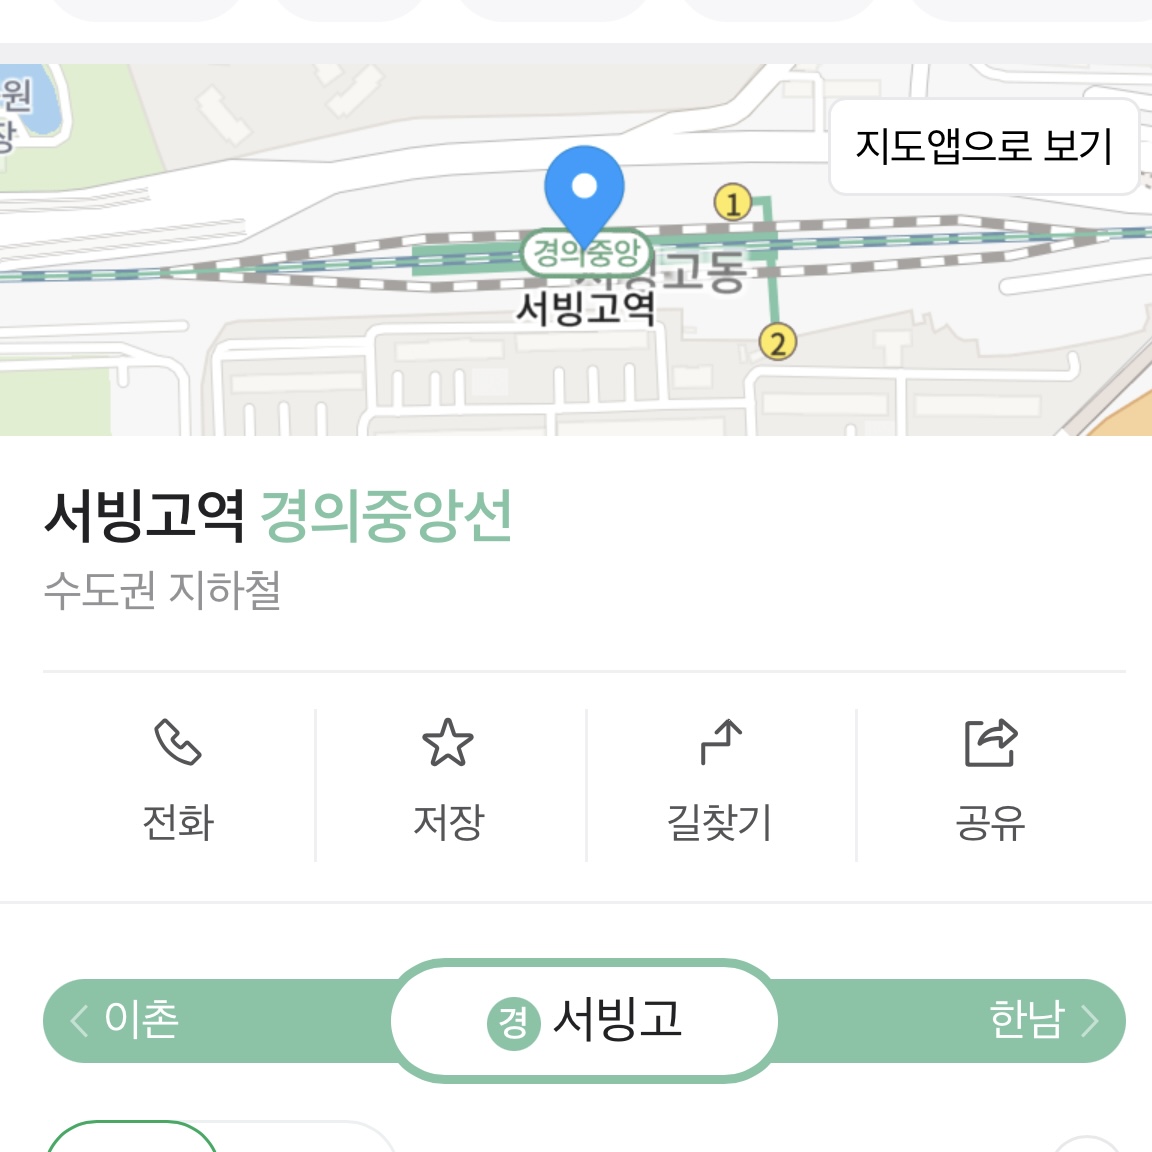 원
장
지도앱으로 보기
1
경의중앙
서빙고동
서빙고역
2
서빙고역 경의중앙선
수도권 지하철
전화
저장
길찾기
공유
이촌
경 서빙고
한남